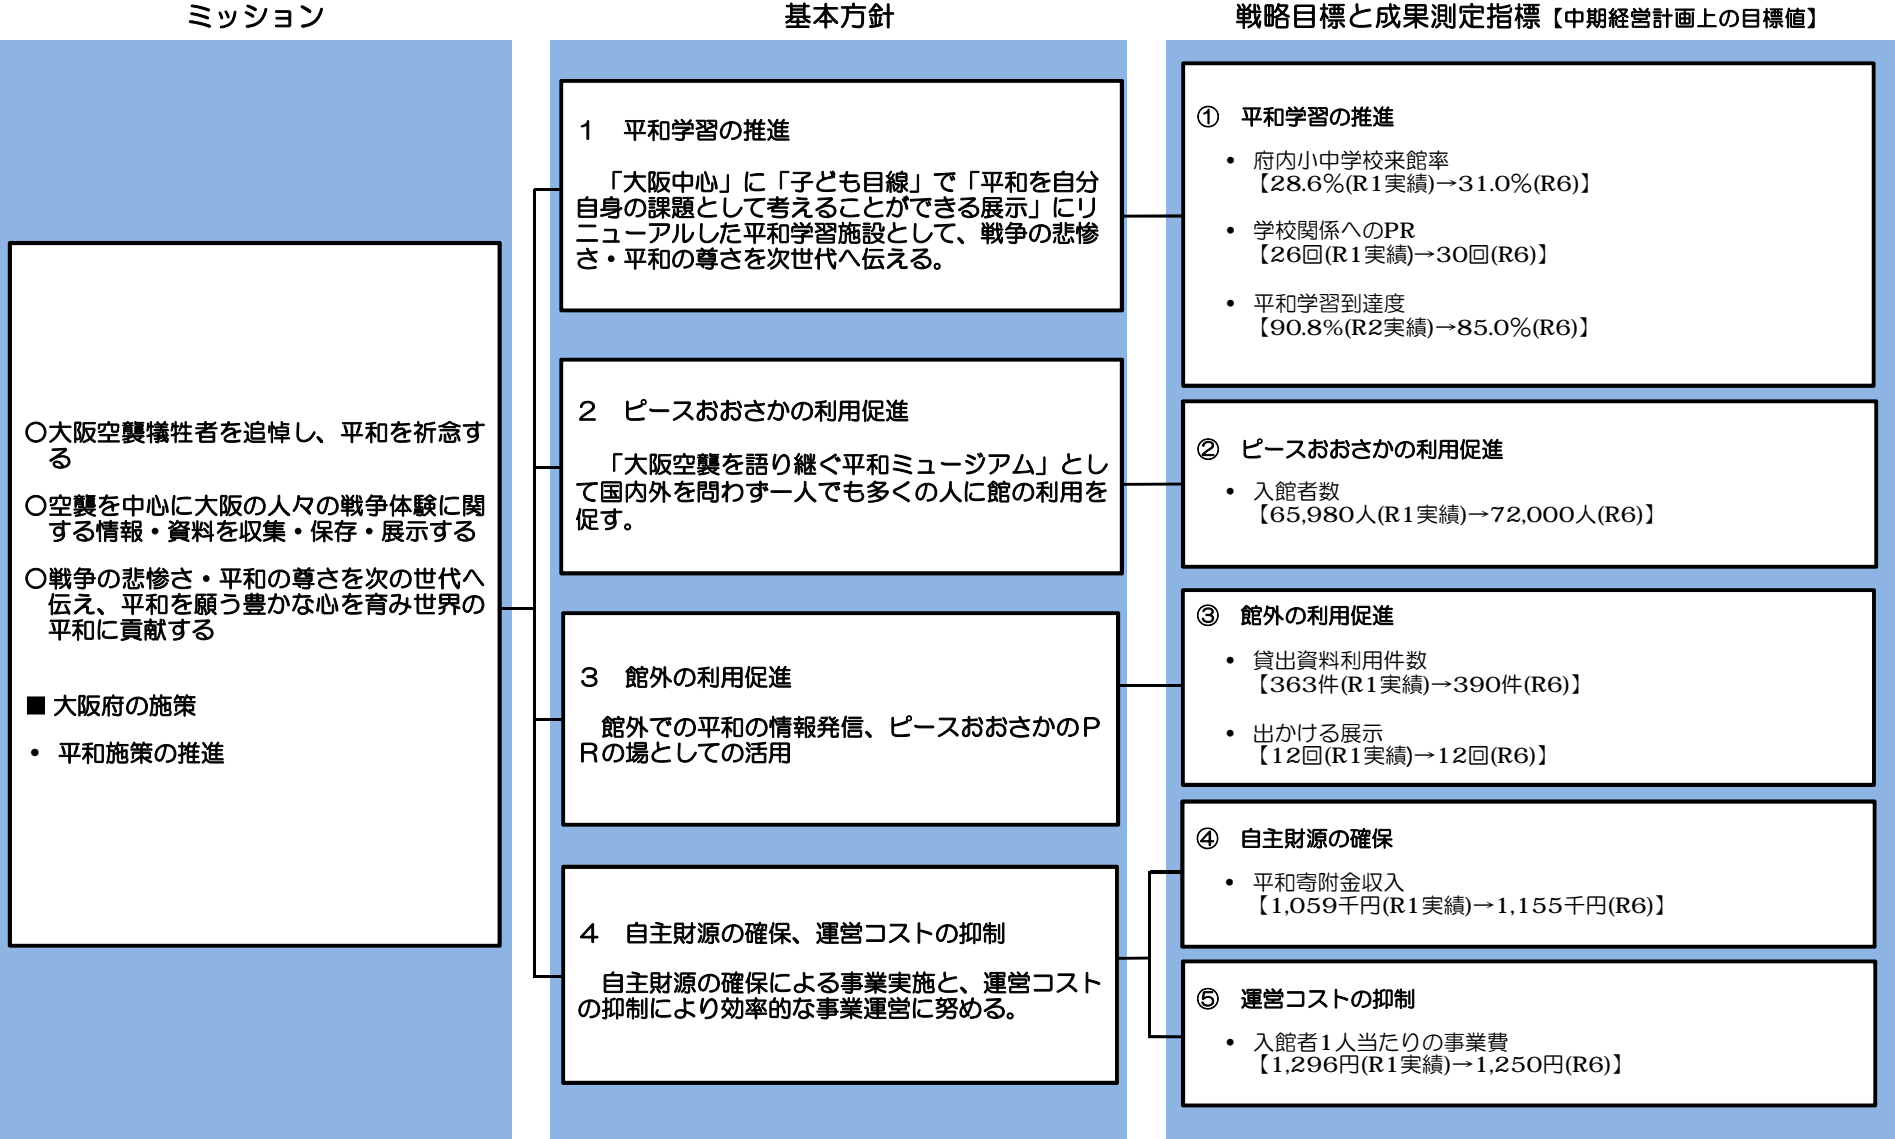 ミッション
○大阪空襲犠牲者を追悼し、平和を祈念す
る
○空襲を中心に大阪の人々の戦争体験に関
する情報・資料を収集・保存・展示する
○戦争の悲惨さ・平和の尊さを次の世代へ
伝え、平和を願う豊かな心を育み世界の
平和に貢献する
■ 大阪府の施策
・ 平和施策の推進
基本方針
１ 平和学習の推進
「大阪中心」に「子ども目線」で「平和を自分
自身の課題として考えることができる展示」にリ
ニューアルした平和学習施設として、戦争の悲惨
さ・平和の尊さを次世代へ伝える。
２ ピースおおさかの利用促進
「大阪空襲を語り継ぐ平和ミュージアム」とし
て国内外を問わず一人でも多くの人に館の利用を
促す。
３ 館外の利用促進
館外での平和の情報発信、ピースおおさかのＰ
Ｒの場としての活用
４ 自主財源の確保、運営コストの抑制
自主財源の確保による事業実施と、運営コスト
の抑制により効率的な事業運営に努める。
戦略目標と成果測定指標【中期経営計画上の目標値】
① 平和学習の推進
• 府内小中学校来館率
【28.6％(R1実績)→31.0％(R6)】
• 学校関係へのPR
【26回(R1実績)→30回(R6)】
• 平和学習到達度
【90.8％(R2実績)→85.0％(R6)】
② ピースおおさかの利用促進
• 入館者数
【65,980人(R1実績)→72,000人(R6)】
③ 館外の利用促進
• 貸出資料利用件数
【363件(R1実績)→390件(R6)】
• 出かける展示
【12回(R1実績)→12回(R6)】
④ 自主財源の確保
• 平和寄附金収入
【1,059千円(R1実績)→1,155千円(R6)】
⑤ 運営コストの抑制
• 入館者1人当たりの事業費
【1,296円(R1実績)→1,250円(R6)】